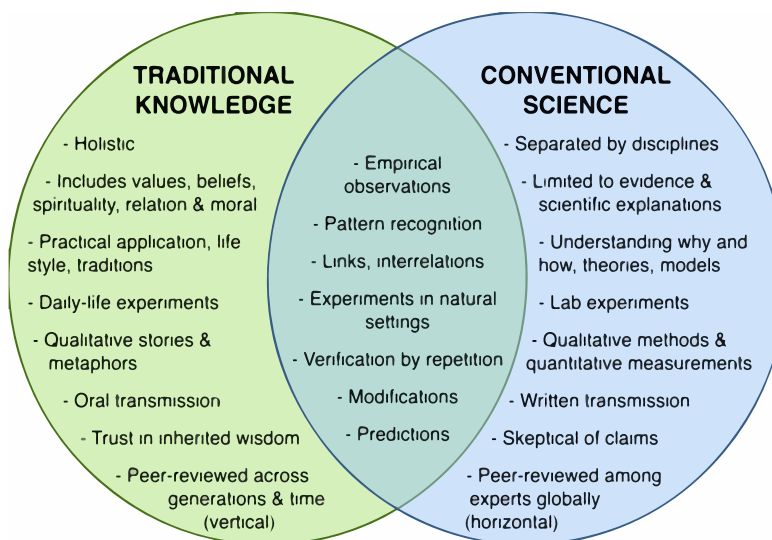 TRADITIONAL
KNOWLEDGE
- Holistic
- Includes values, beliefs,
spirituality, relation & moral
- Practical application, life
style, traditions
- Daily-life experiments
- Qualitative stories &
metaphors
- Oral transmission
- Trust in inherited wisdom
- Peer-reviewed across
generations & time
(vertical)
- Empirical
observations
- Pattern recognition
- Links, interrelations
- Experiments in natural
settings
- Verification by repetition
- Modifications
- Predictions
CONVENTIONAL
SCIENCE
- Separated by disciplines
- Limited to evidence &
scientific explanations
- Understanding why and
how, theories, models
- Lab experiments
- Qualitative methods &
quantitative measurements
- Written transmission
- Skeptical of claims
- Peer-reviewed among
experts globally
(horizontal)